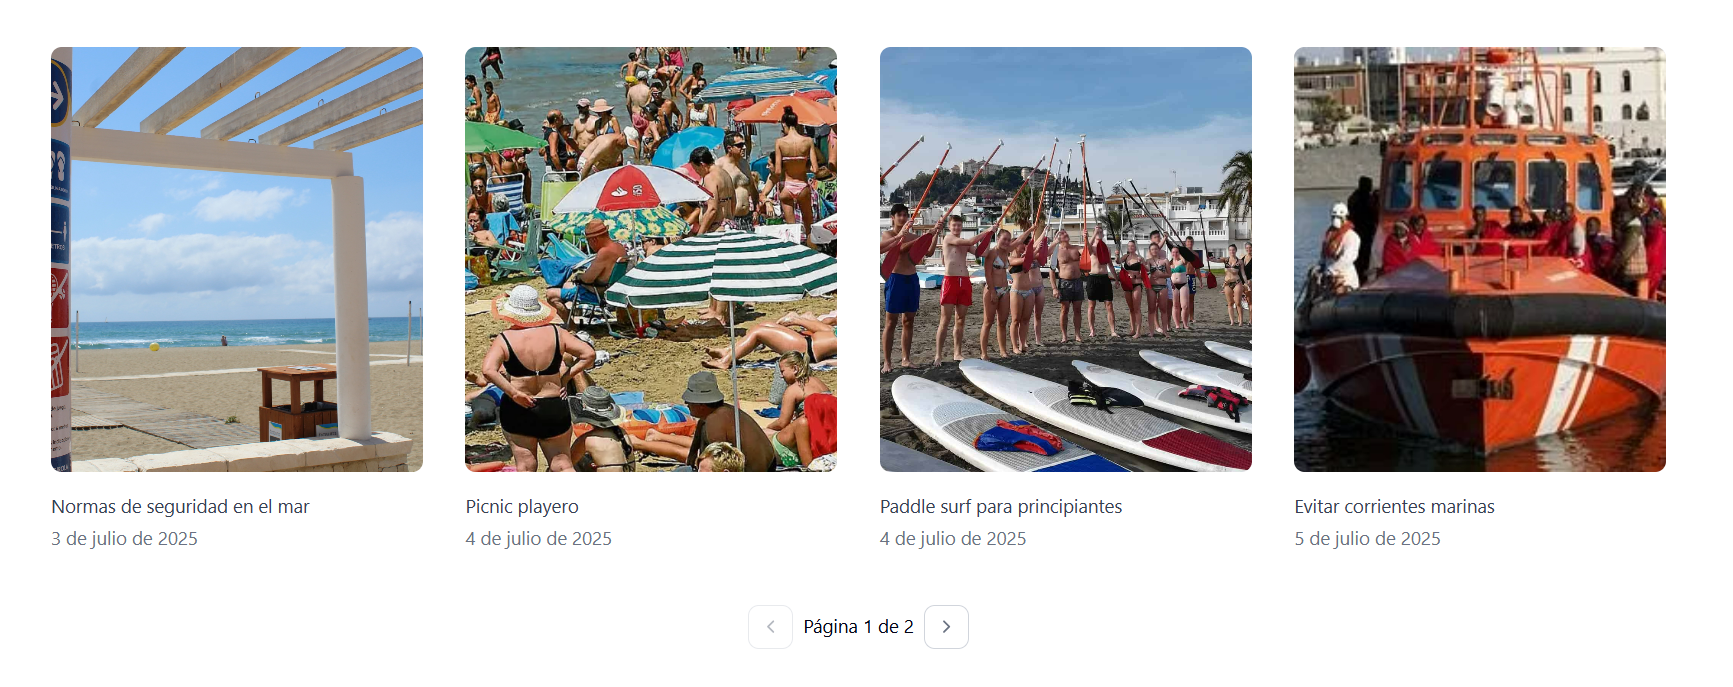 Normas de seguridad en el mar
3 de julio de 2025
Picnic playero
4 de julio de 2025
Paddle surf para principiantes
4 de julio de 2025
Evitar corrientes marinas
5 de julio de 2025
Página 1 de 2